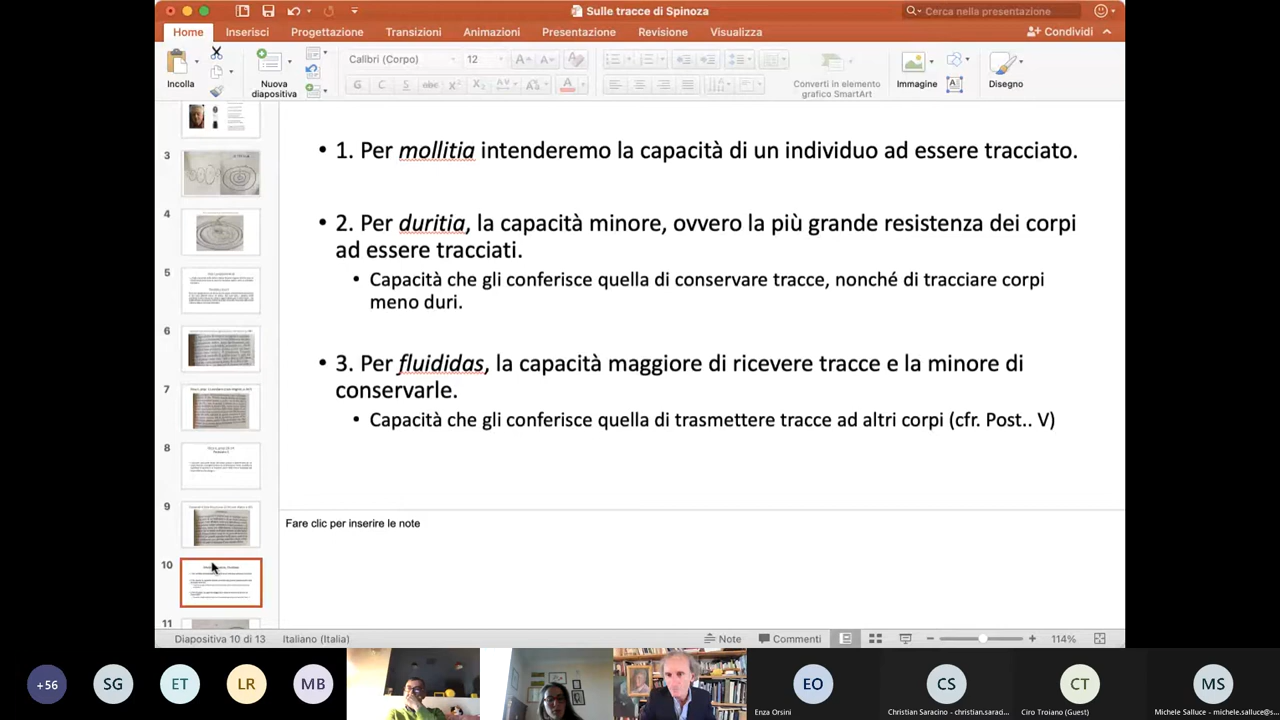 Sulle tracce di Spinoza
Cerca nella presentazione
Home
Inserisci
Progettazione
Transizioni
Animazioni
Presentazione
Revisione
Visualizza
Condividi
Incolla
Nuova
diapositiva
Calibri (Corpo)
12
G
C
S
abc
Converti in elemento
grafico SmartArt
Immagine
Disegno
3
4
5
6
7
8
9
10
11
• 1. Per mollitia intenderemo la capacità di un individuo ad essere tracciato.
• 2. Per duritia, la capacità minore, ovvero la più grande resistenza dei corpi
ad essere tracciati.
• Capacità che gli conferisce quella di conservare tracce, nonche di tracciare corpi
meno duri.
• 3. Per fluididas, la capacità maggiore di ricevere tracce e la minore di
conservarle.
• Capacità che gli conferisce quella di trasmettere tracce ad altri corpi (cfr. Post.. V)
Fare clic per inserire le note
Diapositiva 10 di 13
Italiano (Italia)
Note
Commenti
114%
+56
SG
ET
LR
MB
EO
CS
CT
MS
Enza Orsini
Christian Saracino - christian.saraci...
Ciro Troiano (Guest)
Michele Salluce - michele.salluce@s...